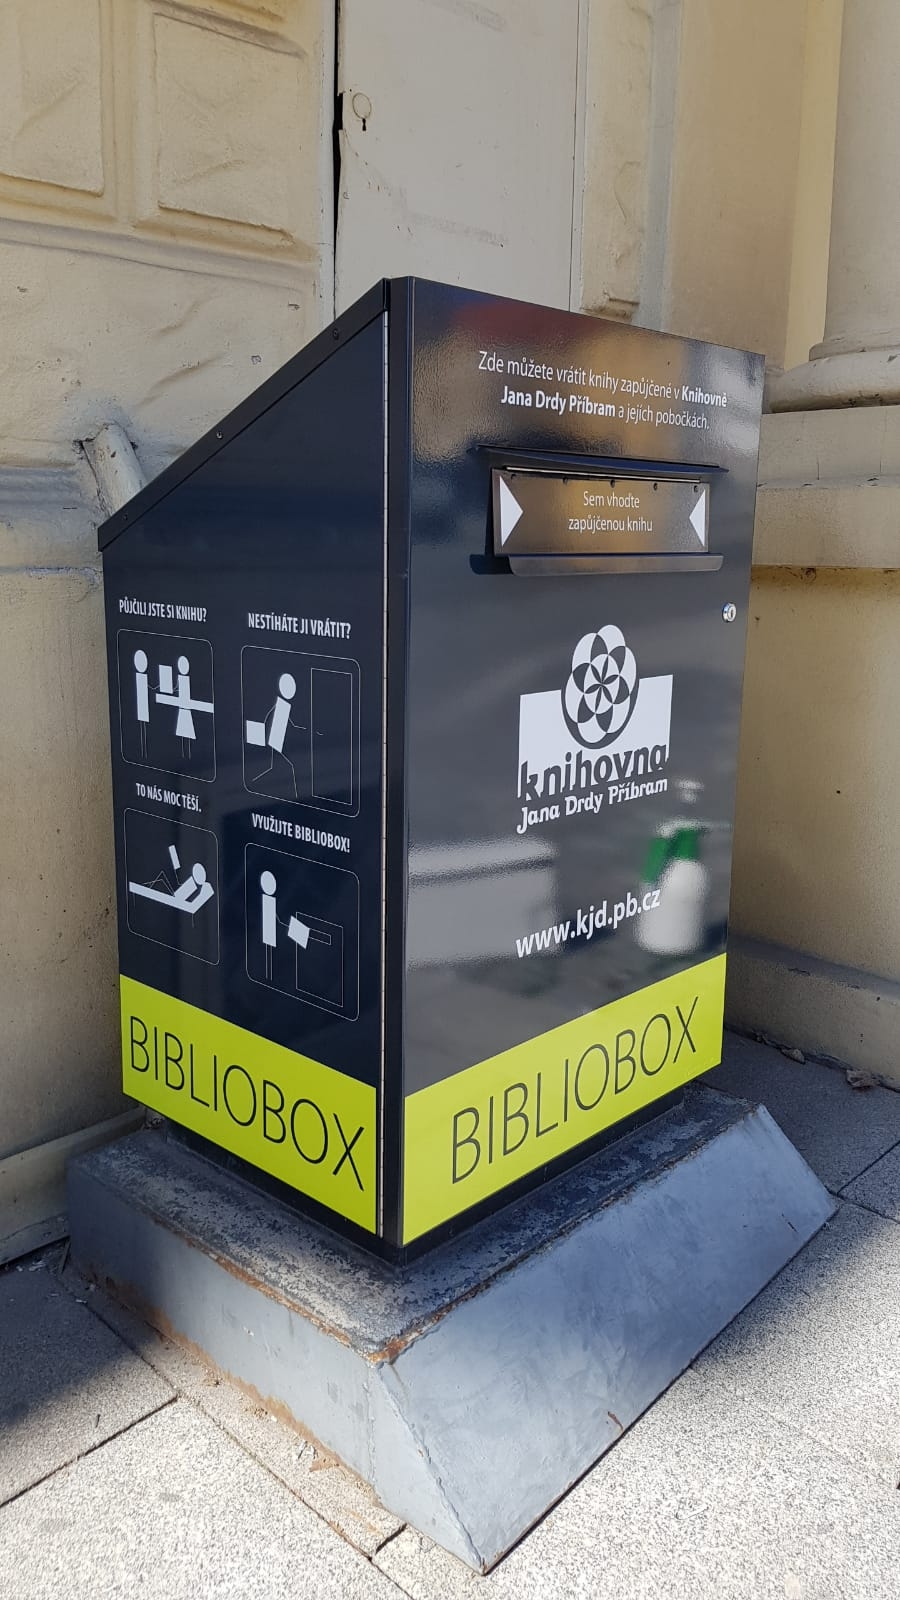 Zde můžete vrátit knihy zapůjčené v Knihovně
Jana Drdy Příbram a jejích pobočkách.
Sem vhoďte
zapůjčenou knihu
knihovna
Jana Drdy Příbram
www.kjd.pb.cz
BIBLIOBOX
PŮJČILI JSTE SI KNIHU?
NESTÍHÁTE JI VRÁTIT?
TO NÁS MOC TĚŠÍ.
VYUŽIJTE BIBLIOBOX!
BIBLIOBOX